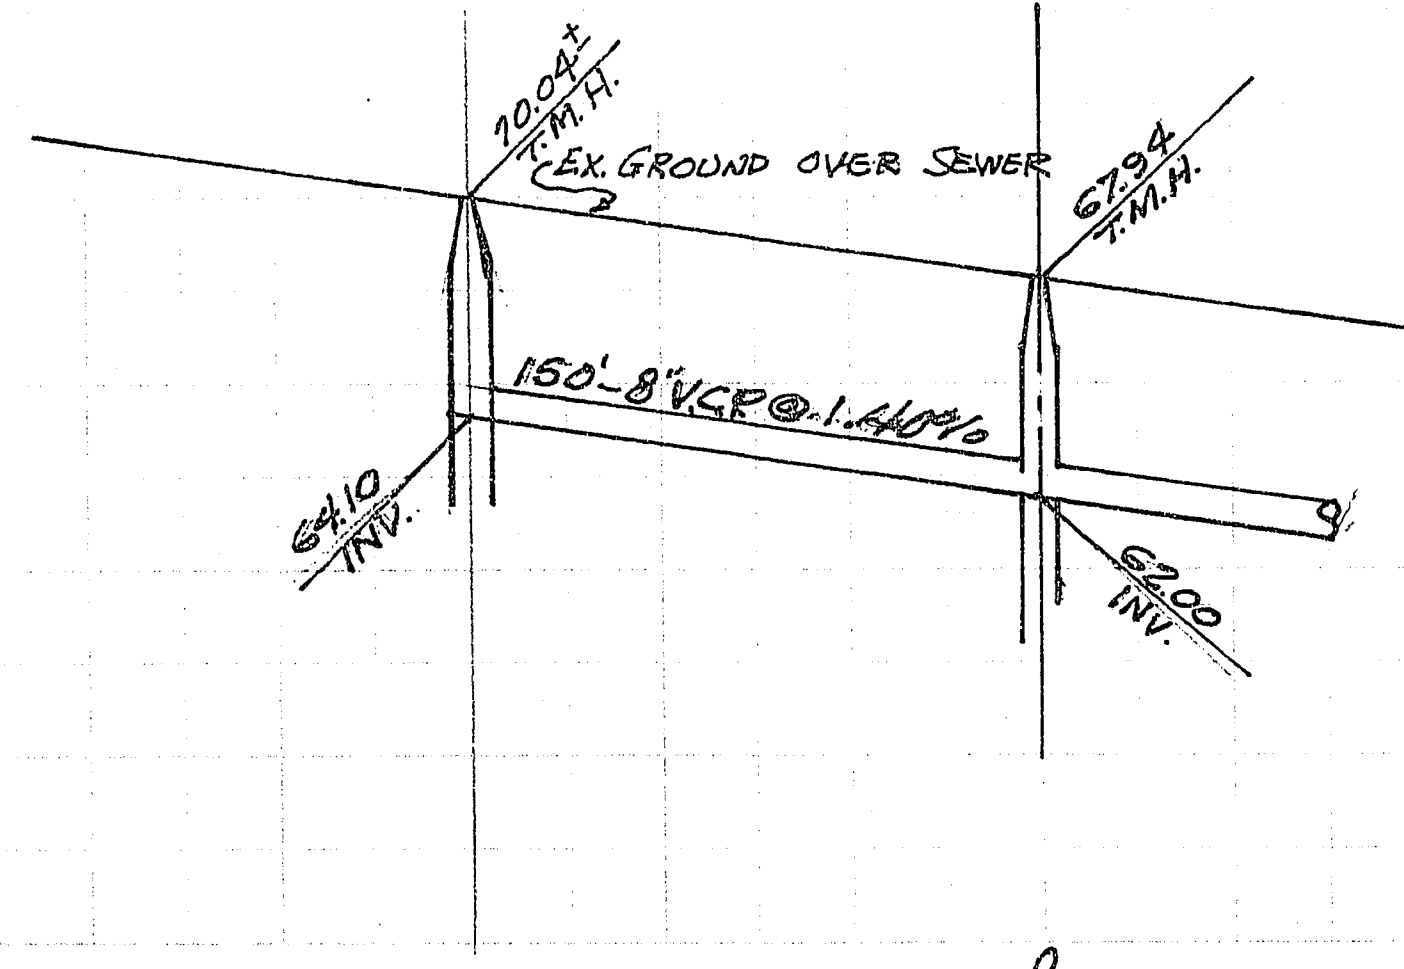 70.04±
T.M.H.
EX. GROUND OVER SEWER
67.94
T.M.H.
150'-8" V.C.P. @ 1.40%
64.10
INV.
62.00
INV.